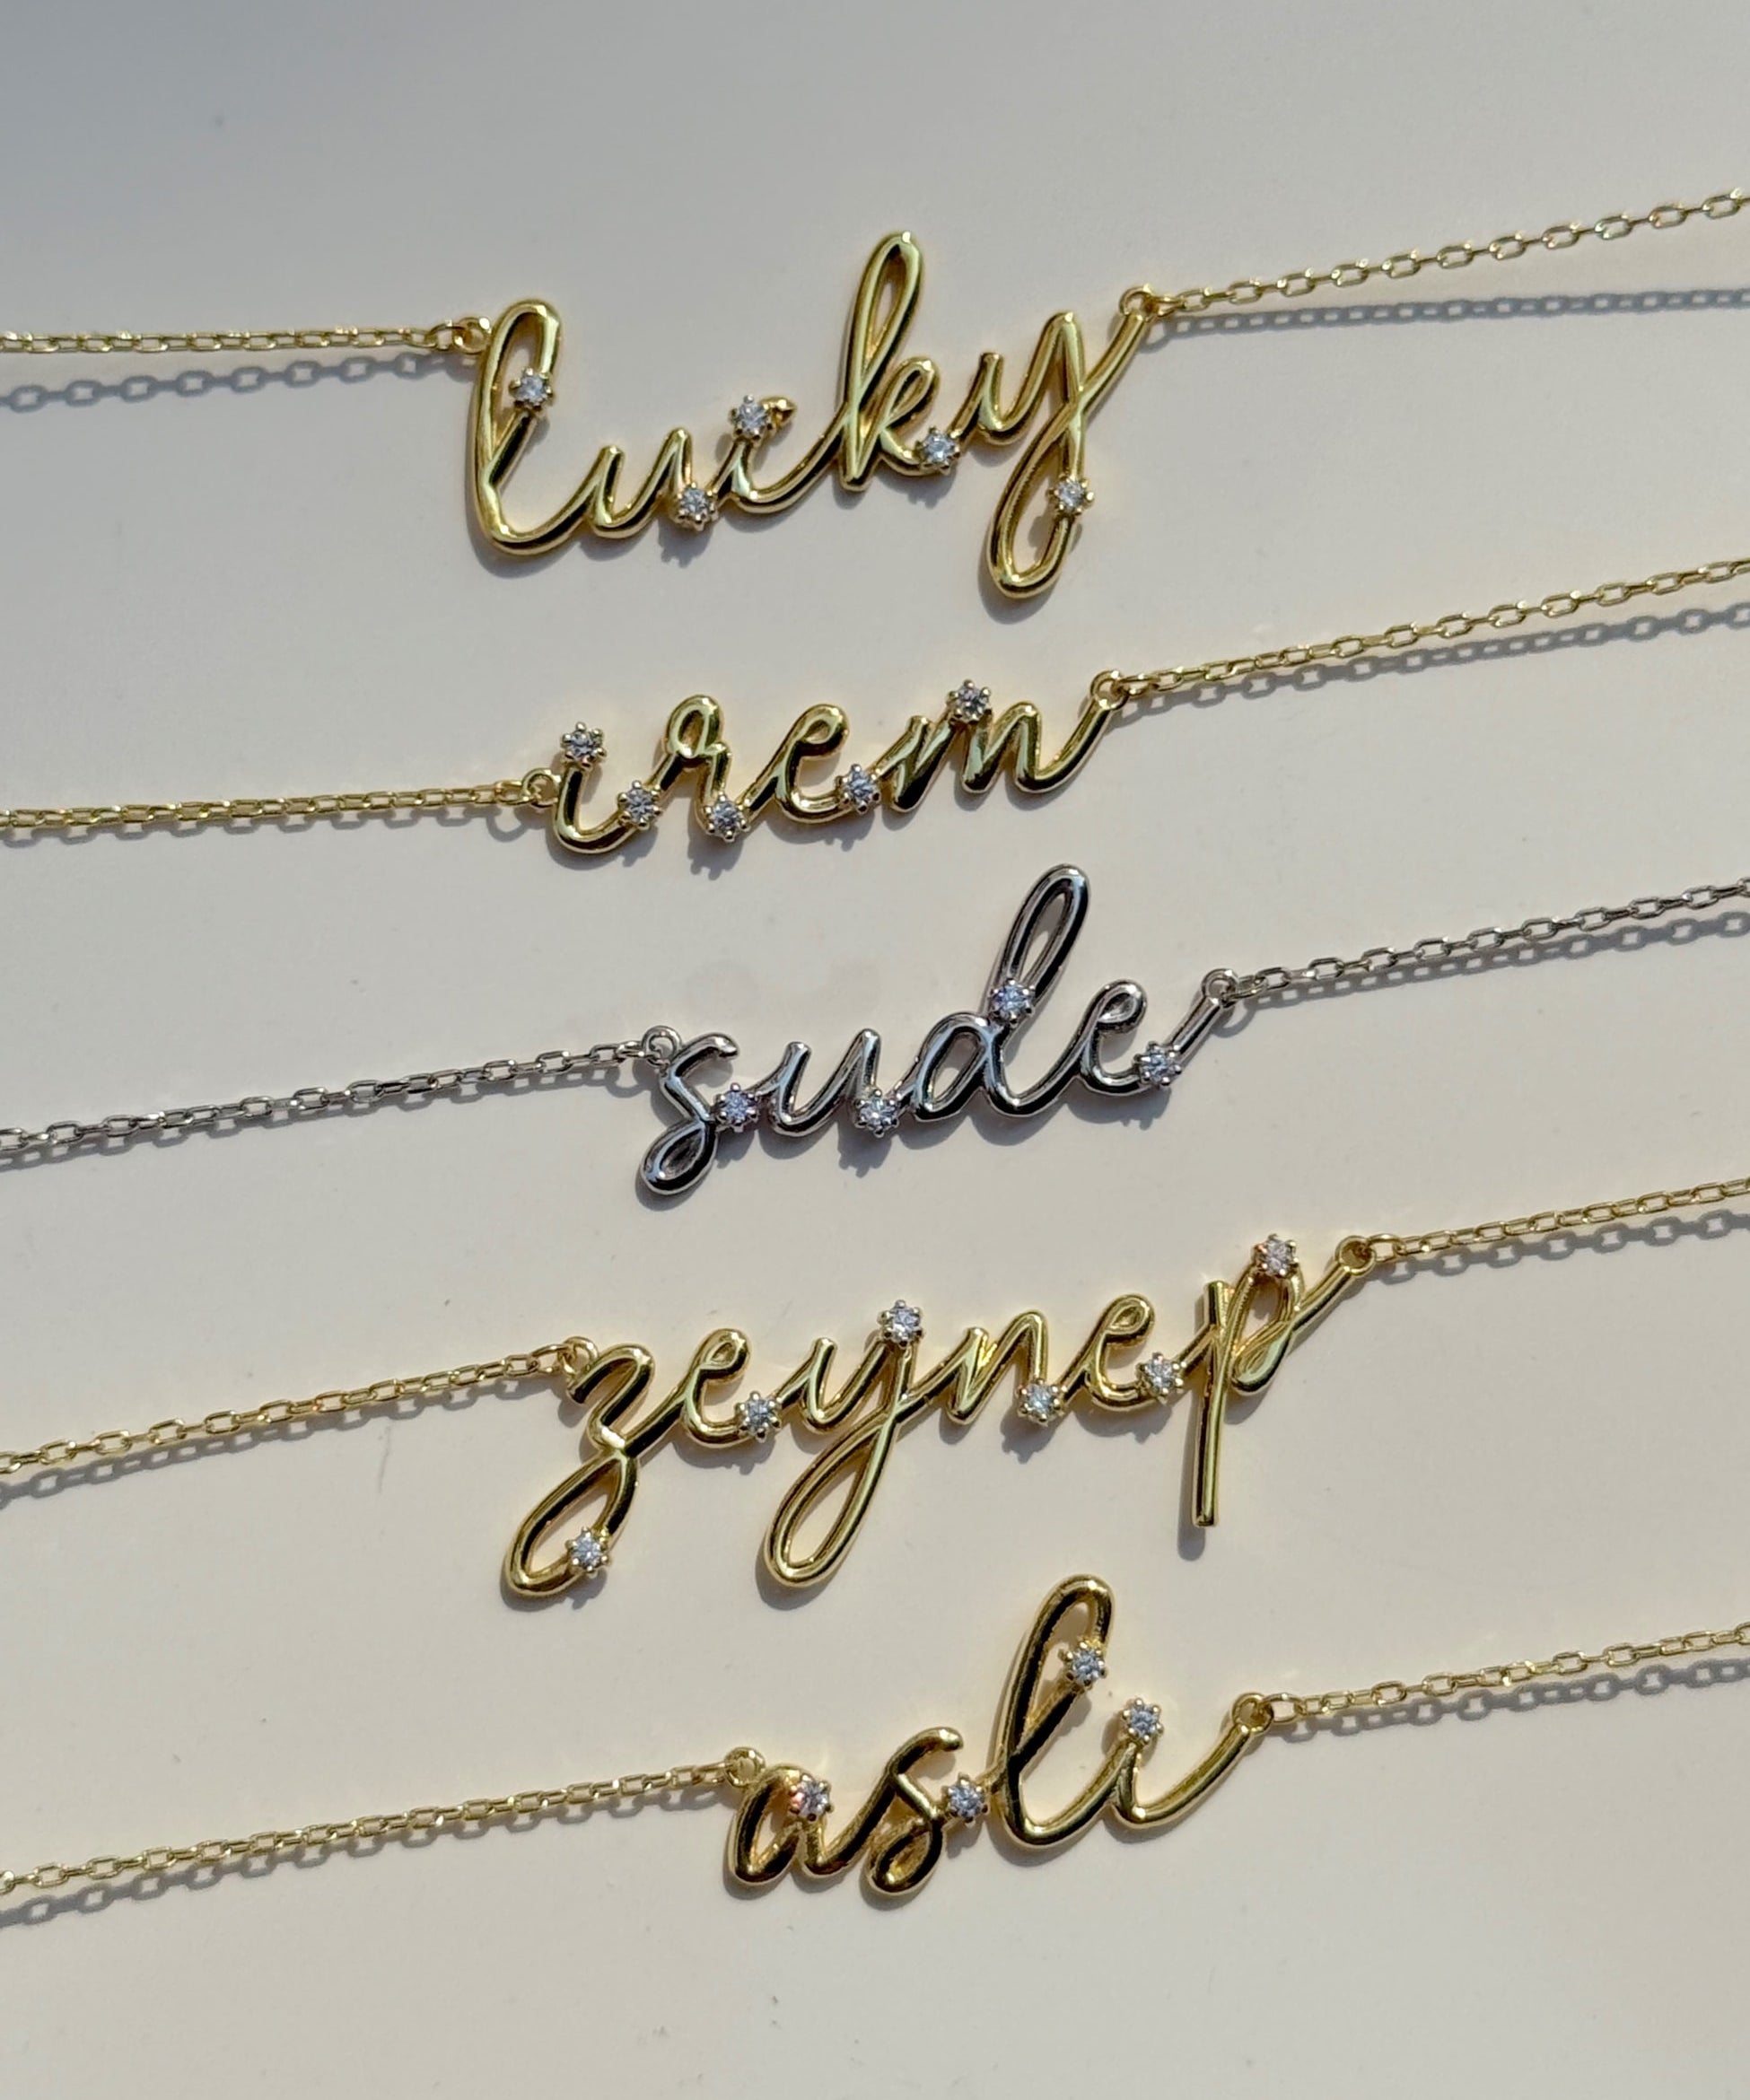 lucky
irem
sude
zeynep
asli